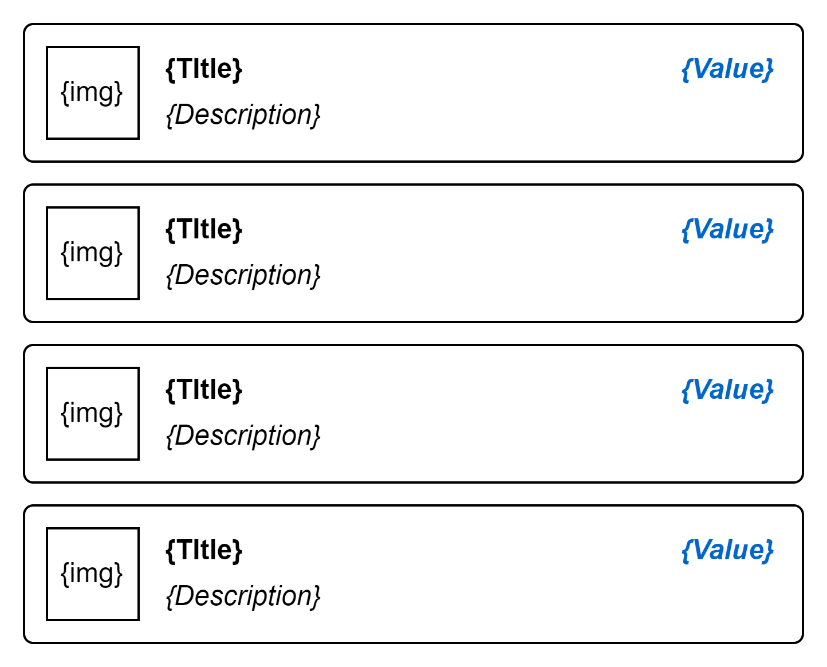 {img}
{TItle}
{Value}
{Description}
{img}
{TItle}
{Value}
{Description}
{img}
{TItle}
{Value}
{Description}
{img}
{TItle}
{Value}
{Description}